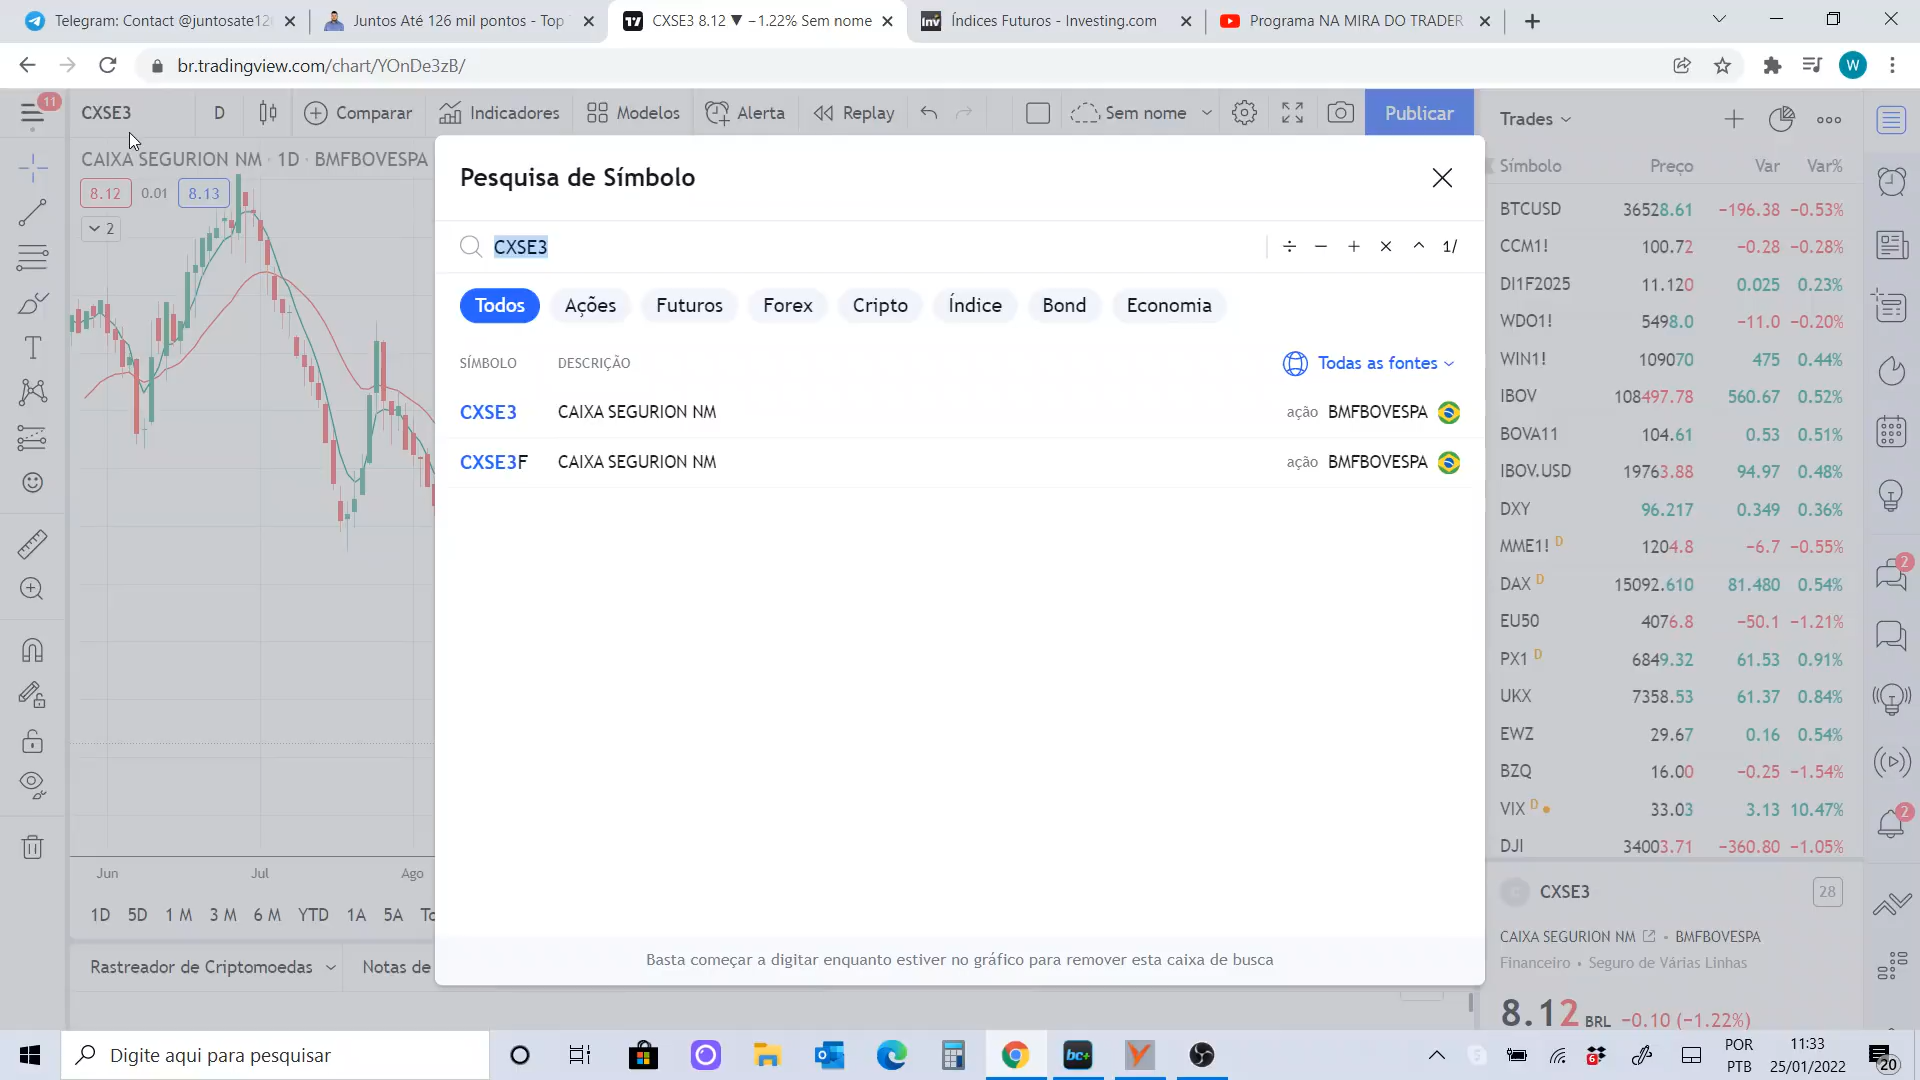 Telegram: Contact @juntosate12
Juntos Até 126 mil pontos - Top
CXSE3 8.12 ▼ −1.22% Sem nome
Índices Futuros - Investing.com
Programa NA MIRA DO TRADER
br.tradingview.com/chart/YOnDe3zB/
W
11
CXSE3
D
Comparar
Indicadores
Modelos
Alerta
Replay
Sem nome
Publicar
CAIXA SEGURION NM · 1D · BMFBOVESPA
8.12 0.01 8.13
2
Pesquisa de Símbolo
CXSE3
÷ − + × ^ 1/
Todos Ações Futuros Forex Cripto Índice Bond Economia
SÍMBOLO DESCRIÇÃO Todas as fontes
CXSE3 CAIXA SEGURION NM ação BMFBOVESPA
CXSE3F CAIXA SEGURION NM ação BMFBOVESPA
Basta começar a digitar enquanto estiver no gráfico para remover esta caixa de busca
Jun Jul Ago
1D 5D 1 M 3 M 6 M YTD 1A 5A
Rastreador de Criptomoedas Notas de
Trades
Símbolo Preço Var Var%
BTCUSD 36528.61 −196.38 −0.53%
CCM1! 100.72 −0.28 −0.28%
DI1F2025 11.120 0.025 0.23%
WDO1! 5498.0 −11.0 −0.20%
WIN1! 109070 475 0.44%
IBOV 108497.78 560.67 0.52%
BOVA11 104.61 0.53 0.51%
IBOV.USD 19763.88 94.97 0.48%
DXY 96.217 0.349 0.36%
MME1! D 1204.8 −6.7 −0.55%
DAX D 15092.610 81.480 0.54%
EU50 4076.8 −50.1 −1.21%
PX1 D 6849.32 61.53 0.91%
UKX 7358.53 61.37 0.84%
EWZ 29.67 0.16 0.54%
BZQ 16.00 −0.25 −1.54%
VIX D 33.03 3.13 10.47%
DJI 34003.71 −360.80 −1.05%
2
2
CXSE3
28
CAIXA SEGURION NM • BMFBOVESPA
Financeiro • Seguro de Várias Linhas
8.12 BRL −0.10 (−1.22%)
Digite aqui para pesquisar
bc+
6
POR
PTB
11:33
25/01/2022
20